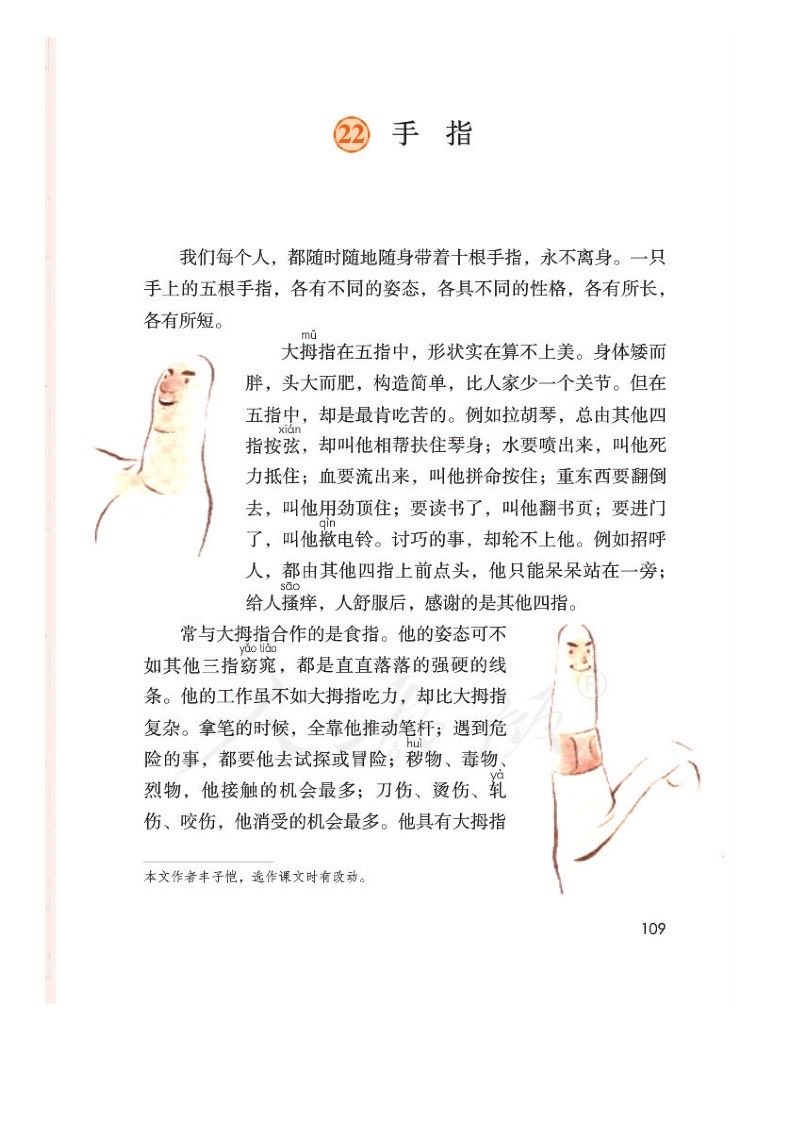 22 手 指
我们每个人，都随时随地随身带着十根手指，永不离身。一只
手上的五根手指，各有不同的姿态，各具不同的性格，各有所长，
各有所短。
mǔ
大拇指在五指中，形状实在算不上美。身体矮而
胖，头大而肥，构造简单，比人家少一个关节。但在
五指中，却是最肯吃苦的。例如拉胡琴，总由其他四
xián
指按弦，却叫他相帮扶住琴身；水要喷出来，叫他死
力抵住；血要流出来，叫他拼命按住；重东西要翻倒
去，叫他用劲顶住；要读书了，叫他翻书页；要进门
qìn
了，叫他揿电铃。讨巧的事，却轮不上他。例如招呼
人，都由其他四指上前点头，他只能呆呆站在一旁；
sāo
给人搔痒，人舒服后，感谢的是其他四指。
常与大拇指合作的是食指。他的姿态可不
yǎo tiǎo
如其他三指窈窕，都是直直落落的强硬的线
条。他的工作虽不如大拇指吃力，却比大拇指
复杂。拿笔的时候，全靠他推动笔杆；遇到危
huì
险的事，都要他去试探或冒险；秽物、毒物、
yà
烈物，他接触的机会最多；刀伤、烫伤、轧
伤、咬伤，他消受的机会最多。他具有大拇指
本文作者丰子恺，选作课文时有改动。
109